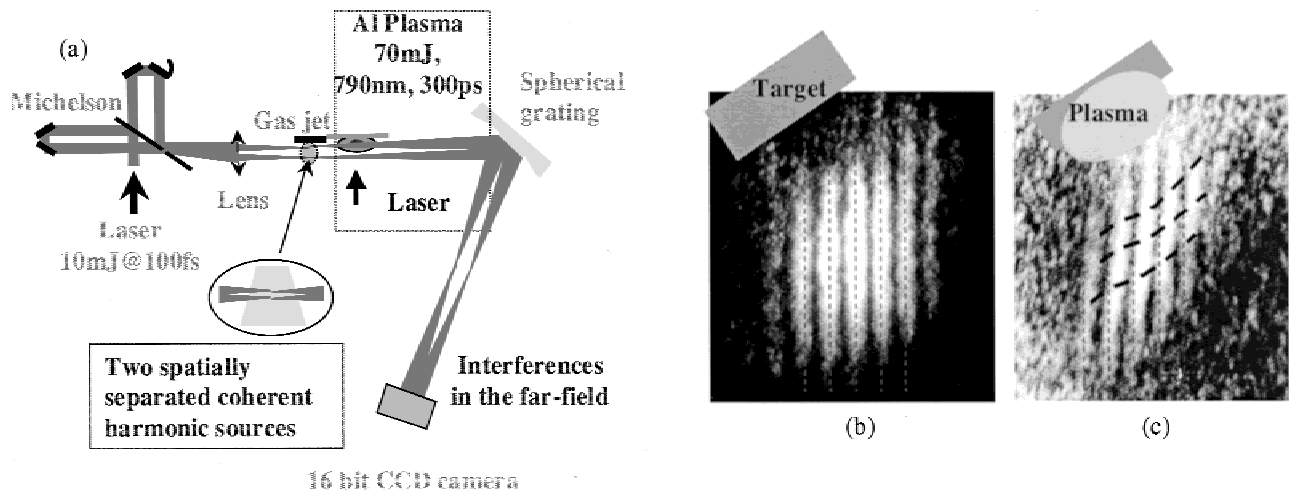 (a)
Al Plasma
70mJ,
790nm, 300ps
Michelson
Gas jet
Spherical
grating
Lens
Laser
Laser
10mJ@100fs
Two spatially
separated coherent
harmonic sources
Interferences
in the far-field
16 bit CCD camera
Target
(b)
Plasma
(c)